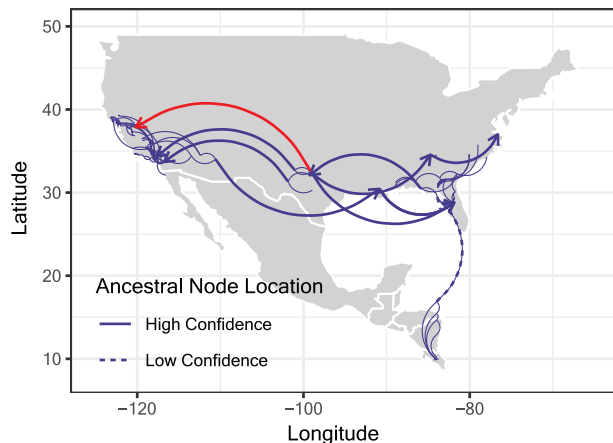 50
40
30
20
10
Latitude
Ancestral Node Location
High Confidence
Low Confidence
−120
−100
−80
Longitude